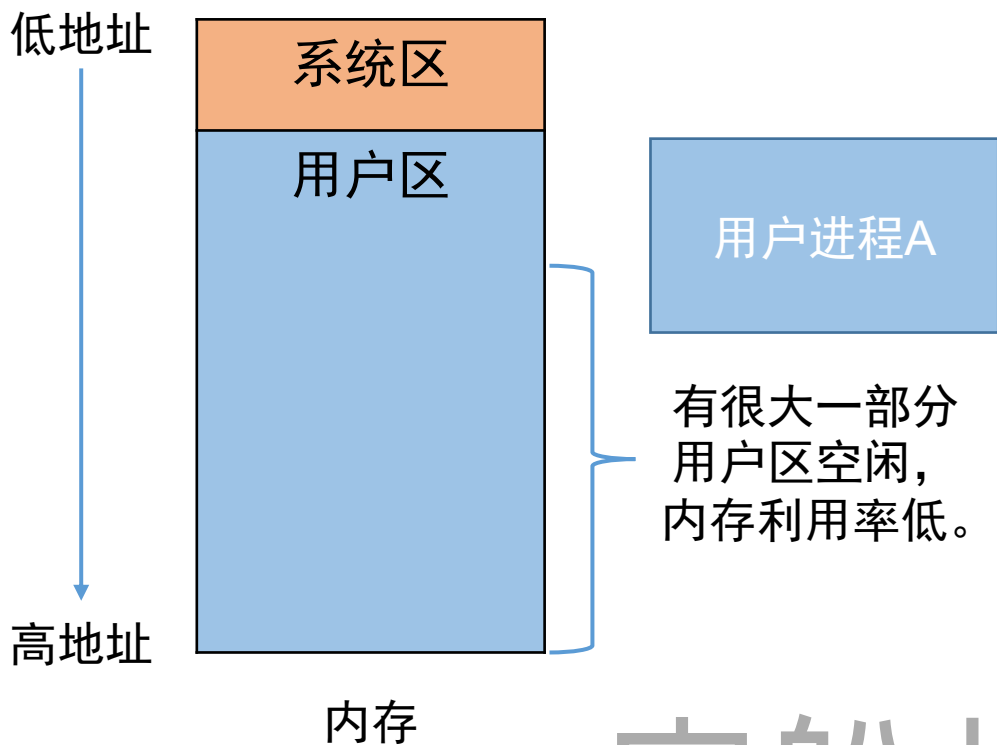 低地址
系统区
用户区
用户进程A
有很大一部分
用户区空闲，
内存利用率低。
高地址
内存